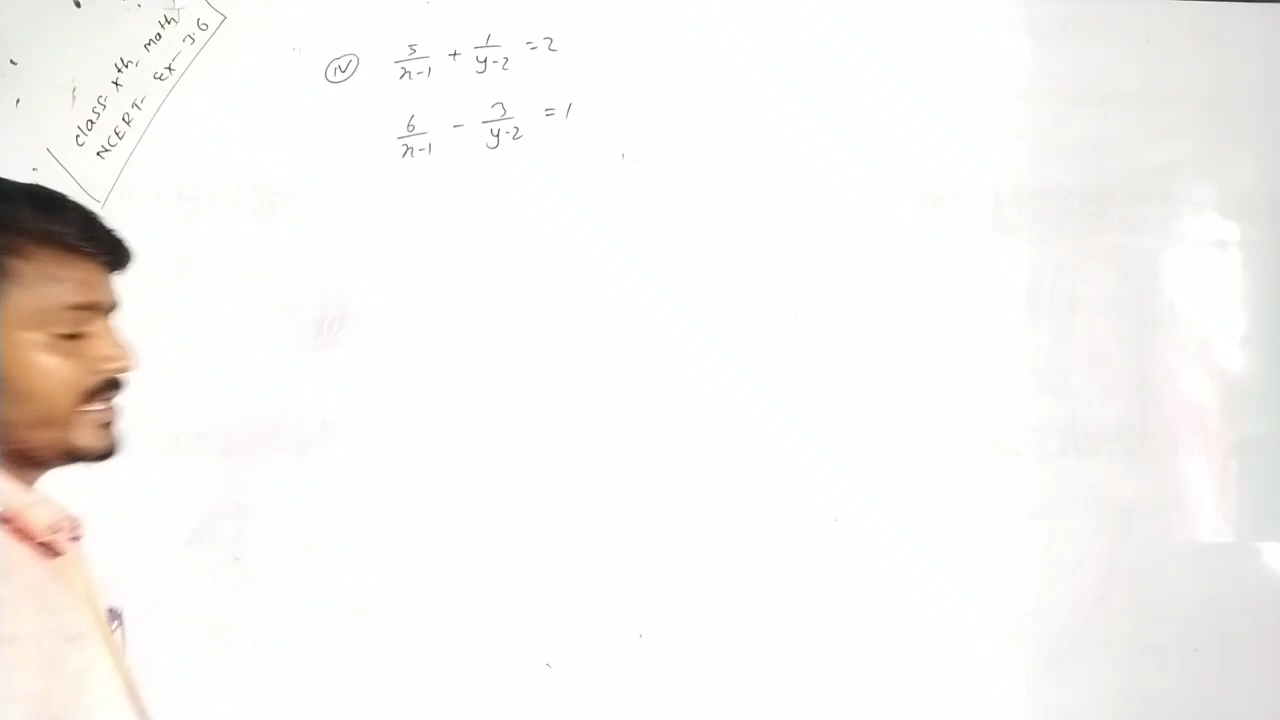 class- xth- math
NCERT- Ex- 3.6
(iv) 5/(x-1) + 1/(y-2) = 2
6/(x-1) - 3/(y-2) = 1